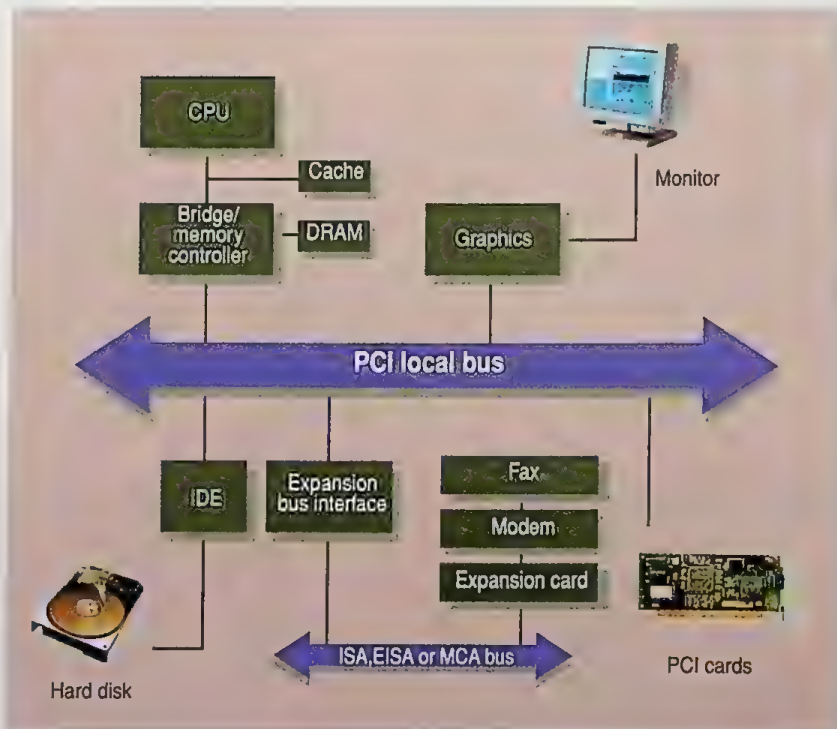 CPU
Cache
Monitor
Bridge/
memory
controller
DRAM
Graphics
PCI local bus
IDE
Expansion
bus interface
Fax
Modem
Expansion card
ISA,EISA or MCA bus
Hard disk
PCI cards